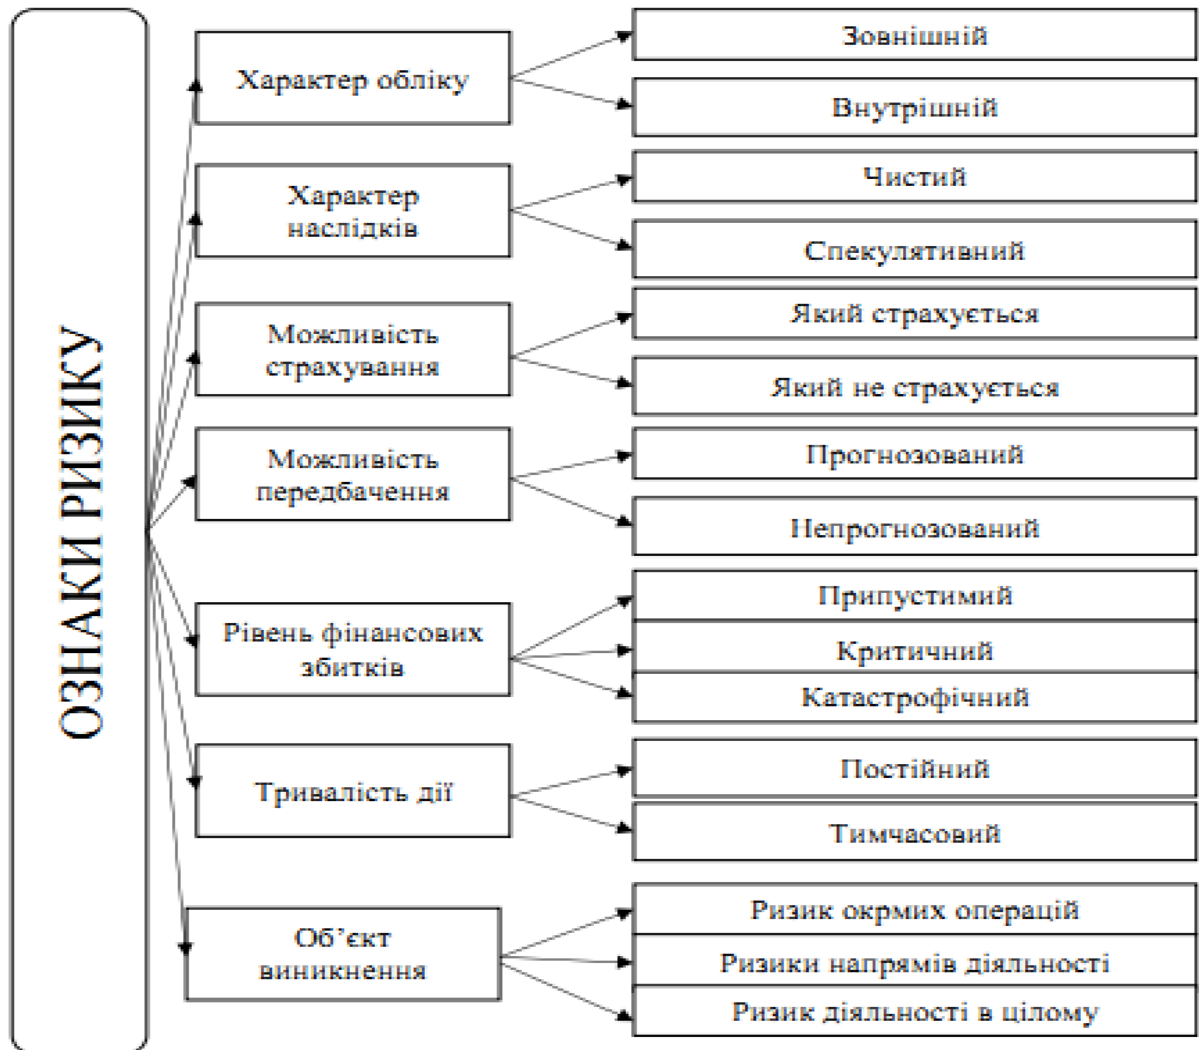 ОЗНАКИ РИЗИКУ
Характер обліку
Зовнішній
Внутрішній
Характер
наслідків
Чистий
Спекулятивний
Можливість
страхування
Який страхується
Який не страхується
Можливість
передбачення
Прогнозований
Непрогнозований
Рівень фінансових
збитків
Припустимий
Критичний
Катастрофічний
Тривалість дії
Постійний
Тимчасовий
Об’єкт
виникнення
Ризик окрмих операцій
Ризики напрямів діяльності
Ризик діяльності в цілому